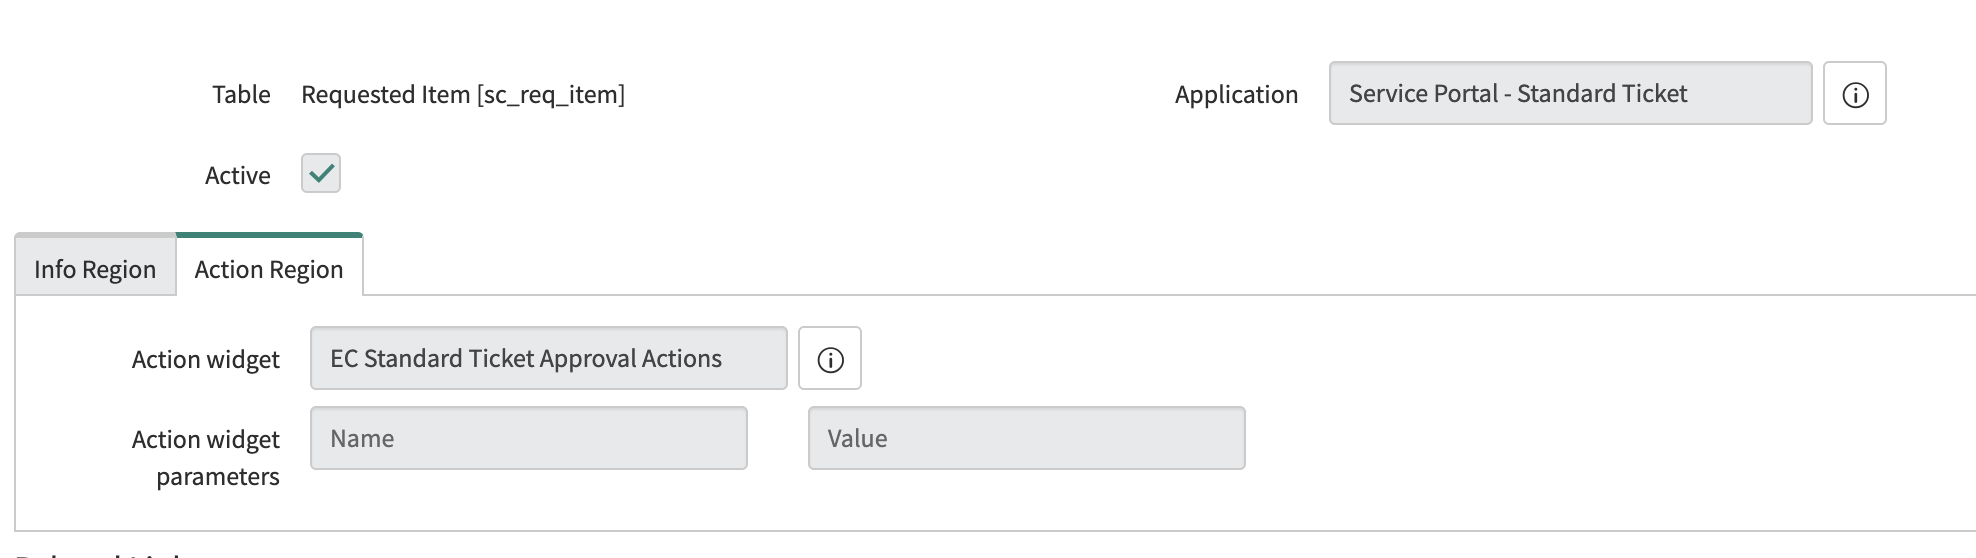 Table Requested Item [sc_req_item] Application Service Portal - Standard Ticket
Active
Info Region Action Region
Action widget EC Standard Ticket Approval Actions
Action widget parameters Name Value